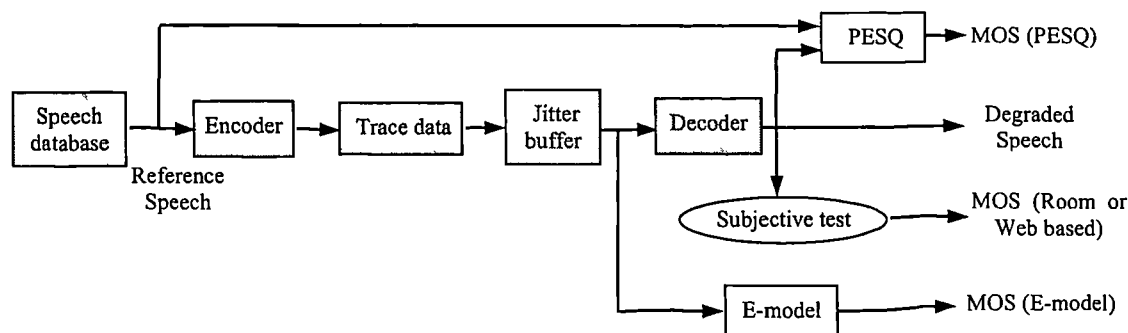 PESQ
MOS (PESQ)
Speech
database
Encoder
Trace data
Jitter
buffer
Decoder
Degraded
Speech
Reference
Speech
Subjective test
MOS (Room or
Web based)
E-model
MOS (E-model)